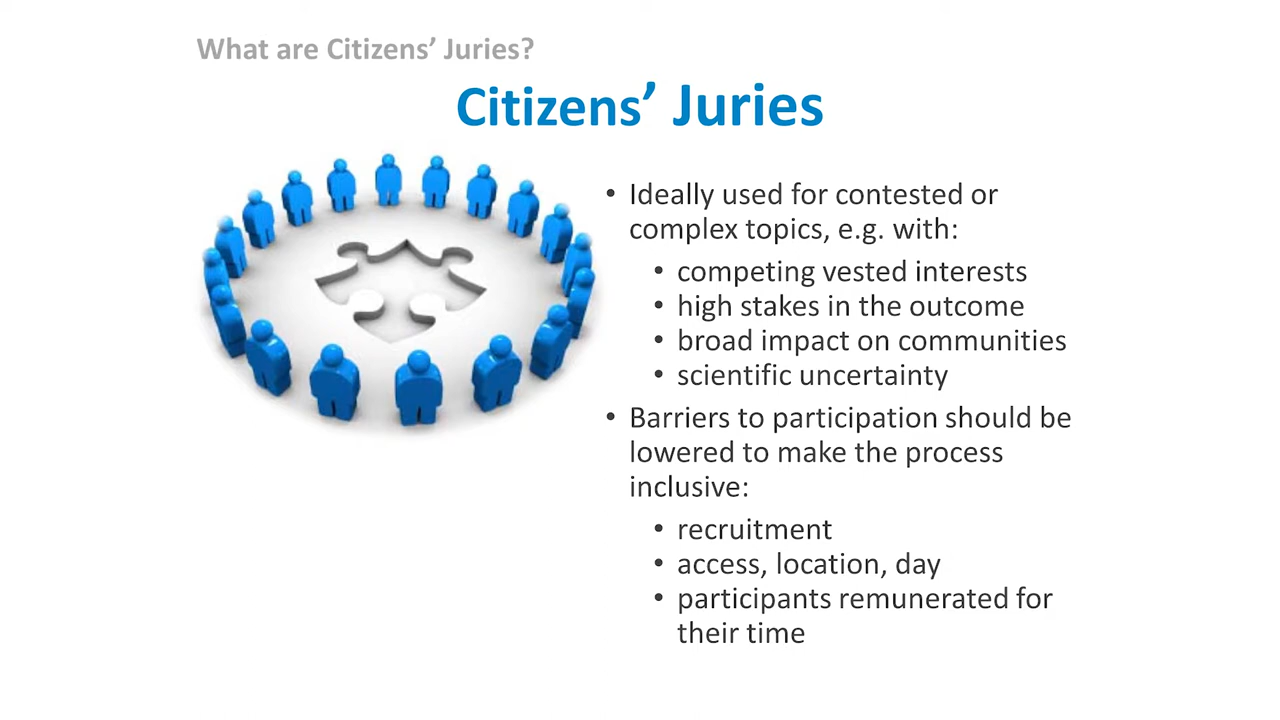 What are Citizens’ Juries?
Citizens’ Juries
• Ideally used for contested or
complex topics, e.g. with:
• competing vested interests
• high stakes in the outcome
• broad impact on communities
• scientific uncertainty
• Barriers to participation should be
lowered to make the process
inclusive:
• recruitment
• access, location, day
• participants remunerated for
their time